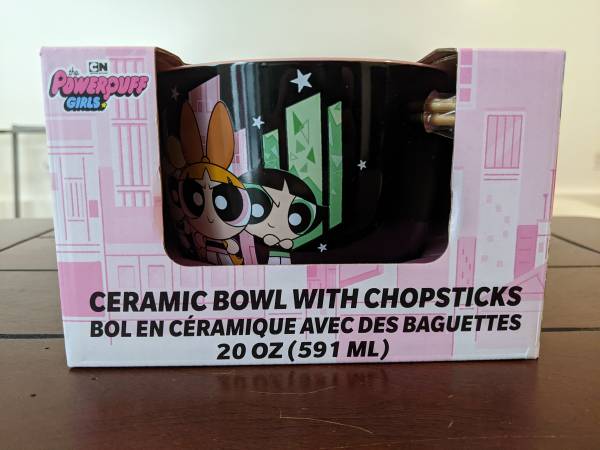 CN
the
POWERPUFF
GIRLS
CERAMIC BOWL WITH CHOPSTICKS
BOL EN CÉRAMIQUE AVEC DES BAGUETTES
20 OZ (591 ML)